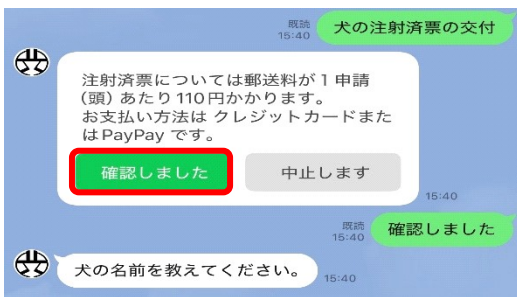 既読
15:40
犬の注射済票の交付
注射済票については郵送料が1申請
(頭)あたり110円かかります。
お支払い方法は クレジットカードまた
はPayPay です。
確認しました
中止します
15:40
既読
15:40
確認しました
犬の名前を教えてください。
15:40